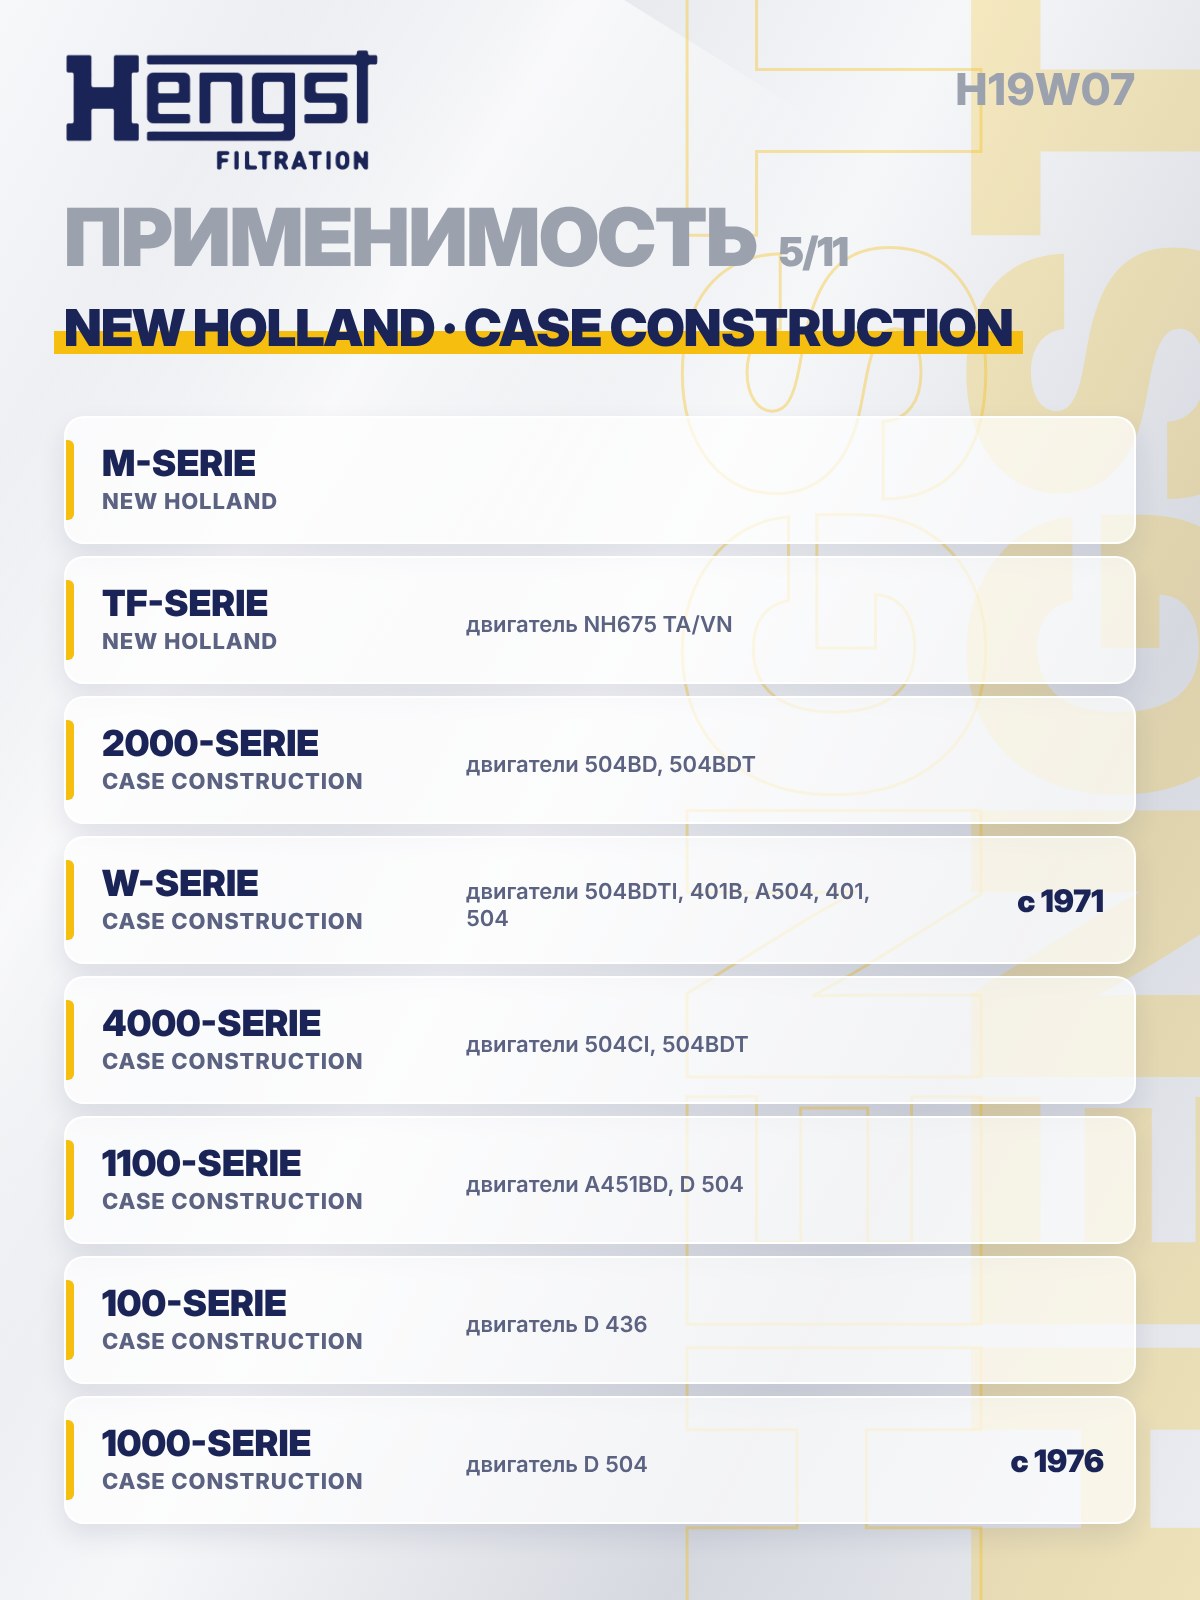 Hengst
FILTRATION
H19W07
ПРИМЕНИМОСТЬ 5/11
NEW HOLLAND · CASE CONSTRUCTION
M-SERIE
NEW HOLLAND
TF-SERIE
NEW HOLLAND
двигатель NH675 TA/VN
2000-SERIE
CASE CONSTRUCTION
двигатели 504BD, 504BDT
W-SERIE
CASE CONSTRUCTION
двигатели 504BDTI, 401B, A504, 401,
504
с 1971
4000-SERIE
CASE CONSTRUCTION
двигатели 504CI, 504BDT
1100-SERIE
CASE CONSTRUCTION
двигатели A451BD, D 504
100-SERIE
CASE CONSTRUCTION
двигатель D 436
1000-SERIE
CASE CONSTRUCTION
двигатель D 504
с 1976
HENGST
HENGST